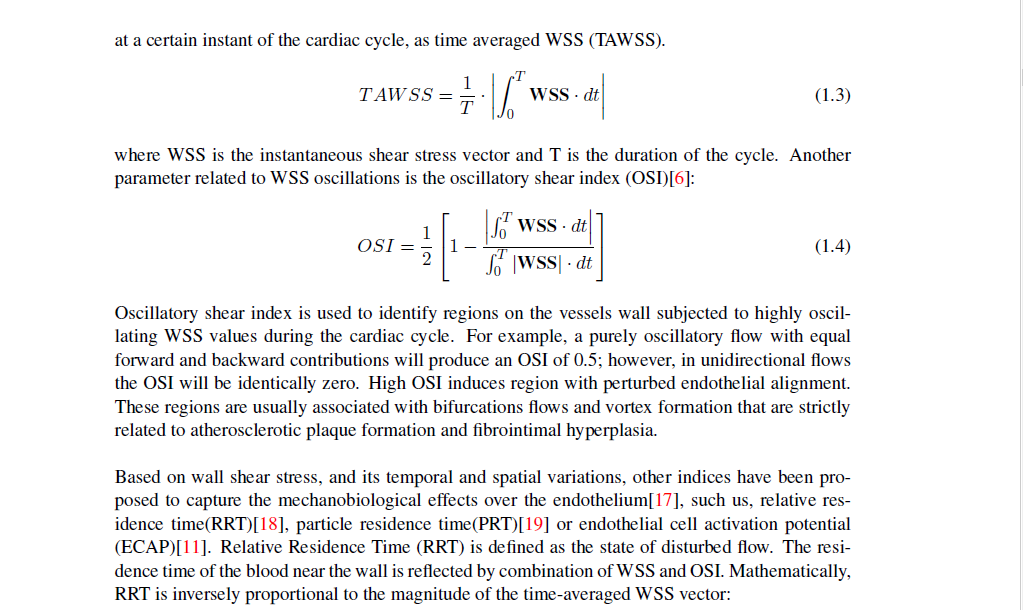 at a certain instant of the cardiac cycle, as time averaged WSS (TAWSS).
TAWSS = \frac{1}{T} \cdot \left| \int_0^T \mathbf{WSS} \cdot dt \right| (1.3)
where WSS is the instantaneous shear stress vector and T is the duration of the cycle. Another
parameter related to WSS oscillations is the oscillatory shear index (OSI)[6]:
OSI = \frac{1}{2} \left[ 1 - \frac{\left| \int_0^T \mathbf{WSS} \cdot dt \right|}{\int_0^T |\mathbf{WSS}| \cdot dt} \right] (1.4)
Oscillatory shear index is used to identify regions on the vessels wall subjected to highly oscil-
lating WSS values during the cardiac cycle. For example, a purely oscillatory flow with equal
forward and backward contributions will produce an OSI of 0.5; however, in unidirectional flows
the OSI will be identically zero. High OSI induces region with perturbed endothelial alignment.
These regions are usually associated with bifurcations flows and vortex formation that are strictly
related to atherosclerotic plaque formation and fibrointimal hyperplasia.
Based on wall shear stress, and its temporal and spatial variations, other indices have been pro-
posed to capture the mechanobiological effects over the endothelium[17], such us, relative res-
idence time(RRT)[18], particle residence time(PRT)[19] or endothelial cell activation potential
(ECAP)[11]. Relative Residence Time (RRT) is defined as the state of disturbed flow. The resi-
dence time of the blood near the wall is reflected by combination of WSS and OSI. Mathematically,
RRT is inversely proportional to the magnitude of the time-averaged WSS vector: